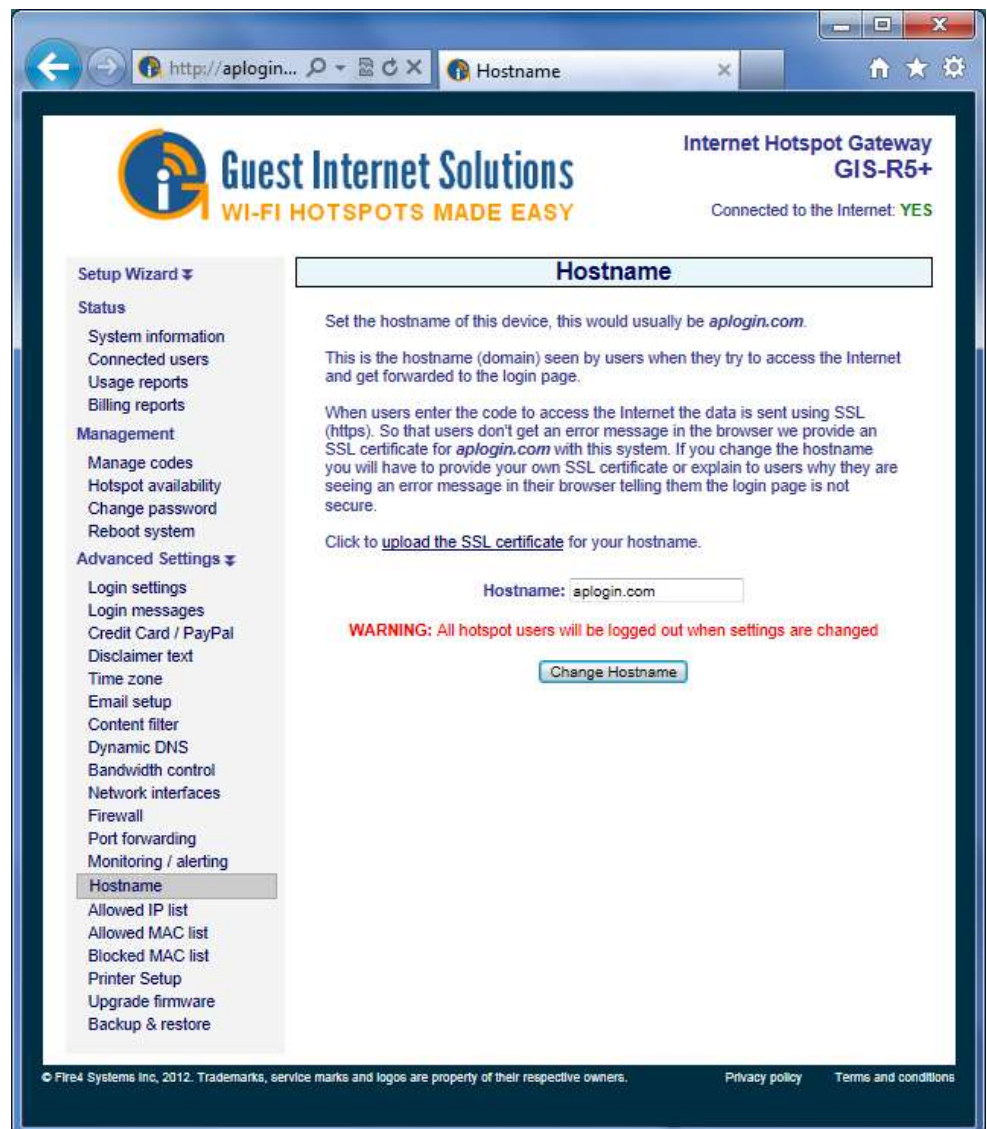 http://aplogin...
Hostname
Guest Internet Solutions
WI-FI HOTSPOTS MADE EASY
Internet Hotspot Gateway
GIS-R5+
Connected to the Internet: YES
Setup Wizard
Status
System information
Connected users
Usage reports
Billing reports
Management
Manage codes
Hotspot availability
Change password
Reboot system
Advanced Settings
Login settings
Login messages
Credit Card / PayPal
Disclaimer text
Time zone
Email setup
Content filter
Dynamic DNS
Bandwidth control
Network interfaces
Firewall
Port forwarding
Monitoring / alerting
Hostname
Allowed IP list
Allowed MAC list
Blocked MAC list
Printer Setup
Upgrade firmware
Backup & restore
Hostname
Set the hostname of this device, this would usually be aplogin.com.
This is the hostname (domain) seen by users when they try to access the Internet
and get forwarded to the login page.
When users enter the code to access the Internet the data is sent using SSL
(https). So that users don't get an error message in the browser we provide an
SSL certificate for aplogin.com with this system. If you change the hostname
you will have to provide your own SSL certificate or explain to users why they are
seeing an error message in their browser telling them the login page is not
secure.
Click to upload the SSL certificate for your hostname.
Hostname: aplogin.com
WARNING: All hotspot users will be logged out when settings are changed
Change Hostname
© Fire4 Systems Inc, 2012. Trademarks, service marks and logos are property of their respective owners.
Privacy policy
Terms and conditions